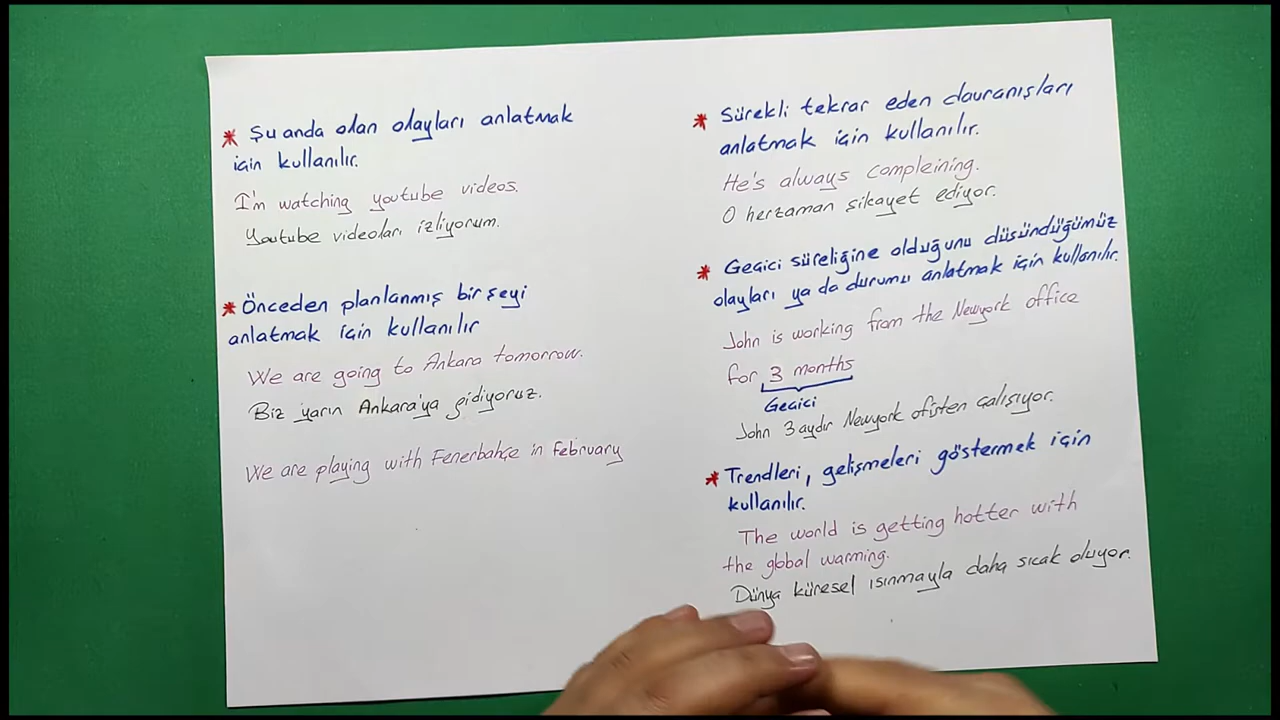 * Şu anda olan olayları anlatmak
için kullanılır.
I'm watching youtube videos.
Youtube videoları izliyorum.
* Önceden planlanmış bir şeyi
anlatmak için kullanılır
We are going to Ankara tomorrow.
Biz yarın Ankara'ya gidiyoruz.
We are playing with Fenerbahçe in february
* Sürekli tekrar eden davranışları
anlatmak için kullanılır.
He's always compleining.
O herzaman şikayet ediyor.
* Geçici süreliğine olduğunu düşündüğümüz
olayları ya da durumu anlatmak için kullanılır.
John is working from the Newyork office
for 3 months
Geçici
John 3 aydır Newyork ofisten çalışıyor.
* Trendleri, gelişmeleri göstermek için
kullanılır.
The world is getting hotter with
the global warming.
Dünya küresel ısınmayla daha sıcak oluyor.